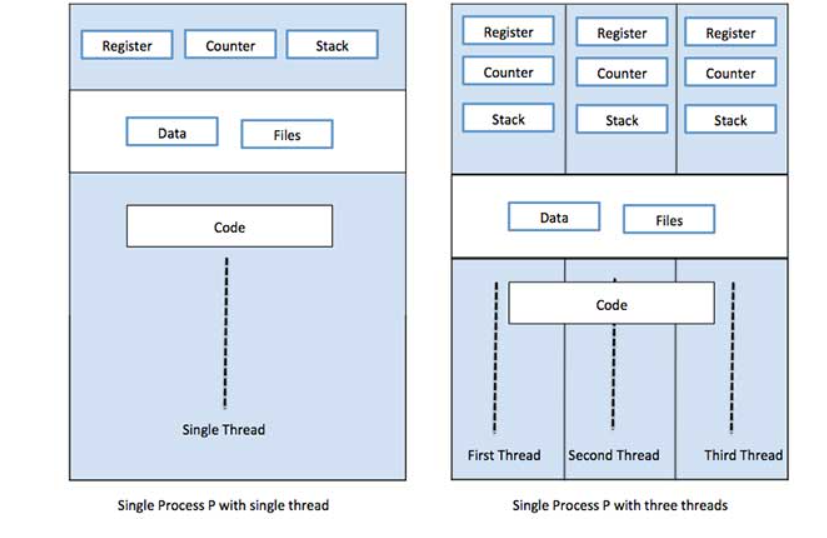 Register Counter Stack
Data Files
Code
Single Thread
Single Process P with single thread
Register Register Register
Counter Counter Counter
Stack Stack Stack
Data Files
Code
First Thread Second Thread Third Thread
Single Process P with three threads